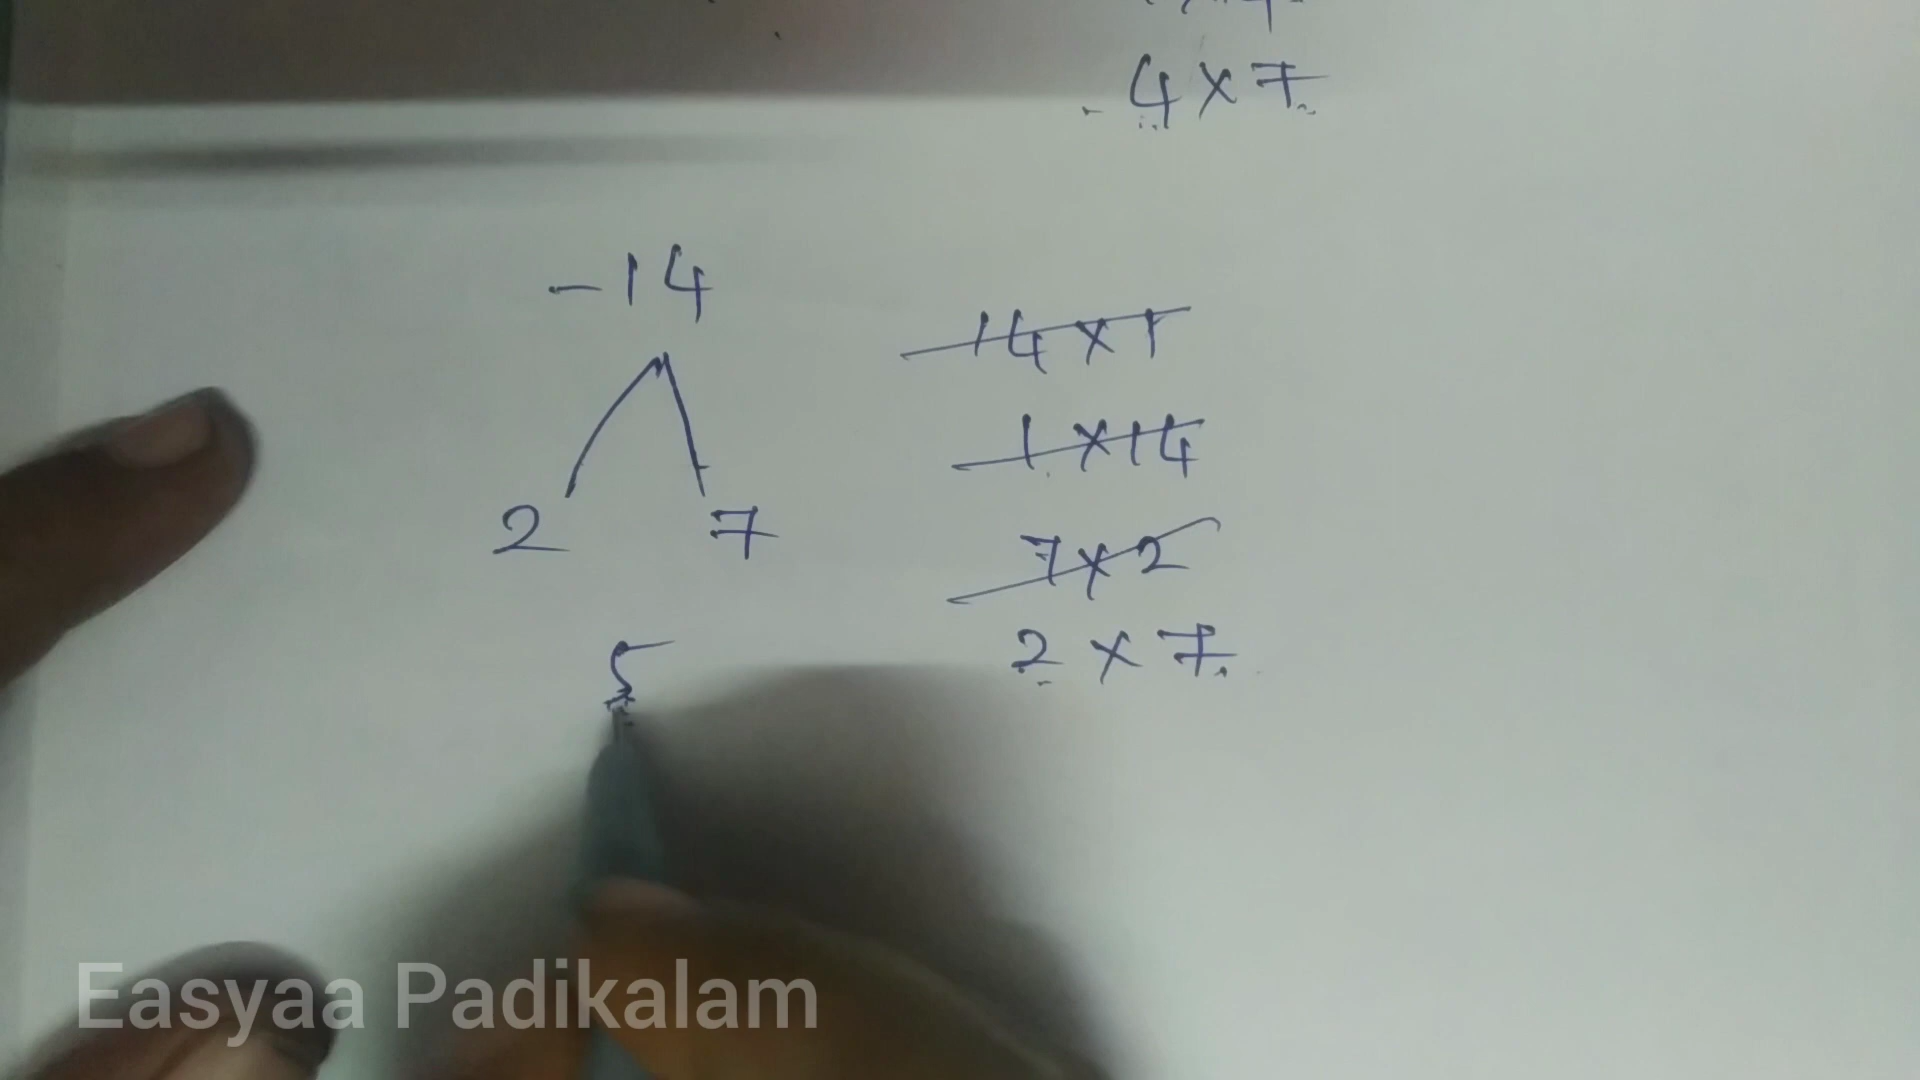 4 × 7
-14
14 × 1
1 × 14
2 7
7 × 2
2 × 7
5
Easyaa Padikalam